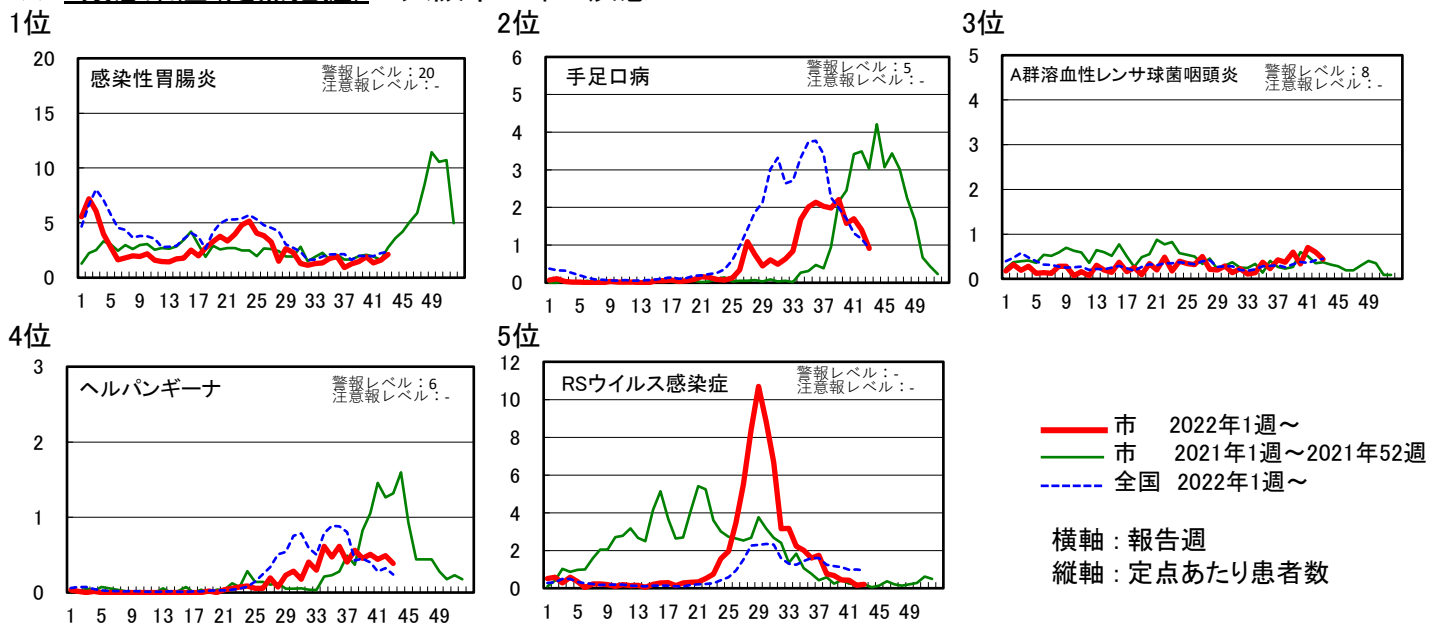 1位
感染性胃腸炎
警報レベル：20
注意報レベル：-
20
15
10
5
0
1 5 9 13 17 21 25 29 33 37 41 45 49
2位
手足口病
警報レベル：5
注意報レベル：-
6
5
4
3
2
1
0
1 5 9 13 17 21 25 29 33 37 41 45 49
3位
A群溶血性レンサ球菌咽頭炎
警報レベル：8
注意報レベル：-
5
4
3
2
1
0
1 5 9 13 17 21 25 29 33 37 41 45 49
4位
ヘルパンギーナ
警報レベル：6
注意報レベル：-
3
2
1
0
1 5 9 13 17 21 25 29 33 37 41 45 49
5位
RSウイルス感染症
警報レベル：-
注意報レベル：-
12
10
8
6
4
2
0
1 5 9 13 17 21 25 29 33 37 41 45 49
市 2022年1週～
市 2021年1週～2021年52週
全国 2022年1週～
横軸：報告週
縦軸：定点あたり患者数